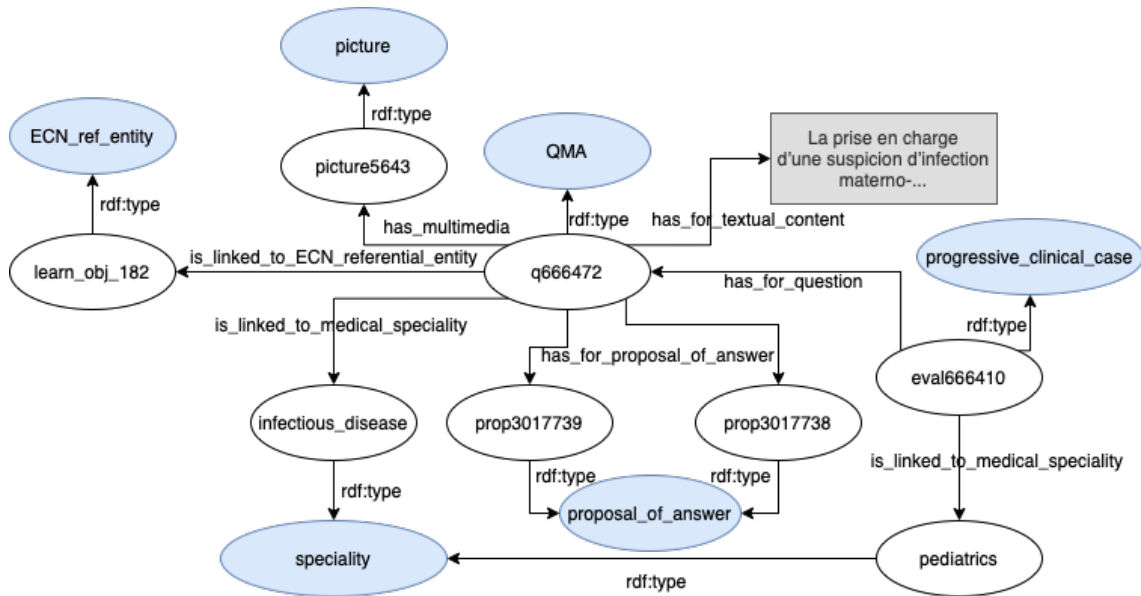 picture
rdf:type
ECN_ref_entity
picture5643
QMA
La prise en charge
d'une suspicion d'infection
materno-...
rdf:type
has_multimedia
rdf:type
has_for_textual_content
learn_obj_182
is_linked_to_ECN_referential_entity
q666472
has_for_question
progressive_clinical_case
is_linked_to_medical_speciality
has_for_proposal_of_answer
rdf:type
eval666410
infectious_disease
prop3017739
prop3017738
is_linked_to_medical_speciality
rdf:type
rdf:type
rdf:type
proposal_of_answer
speciality
pediatrics
rdf:type